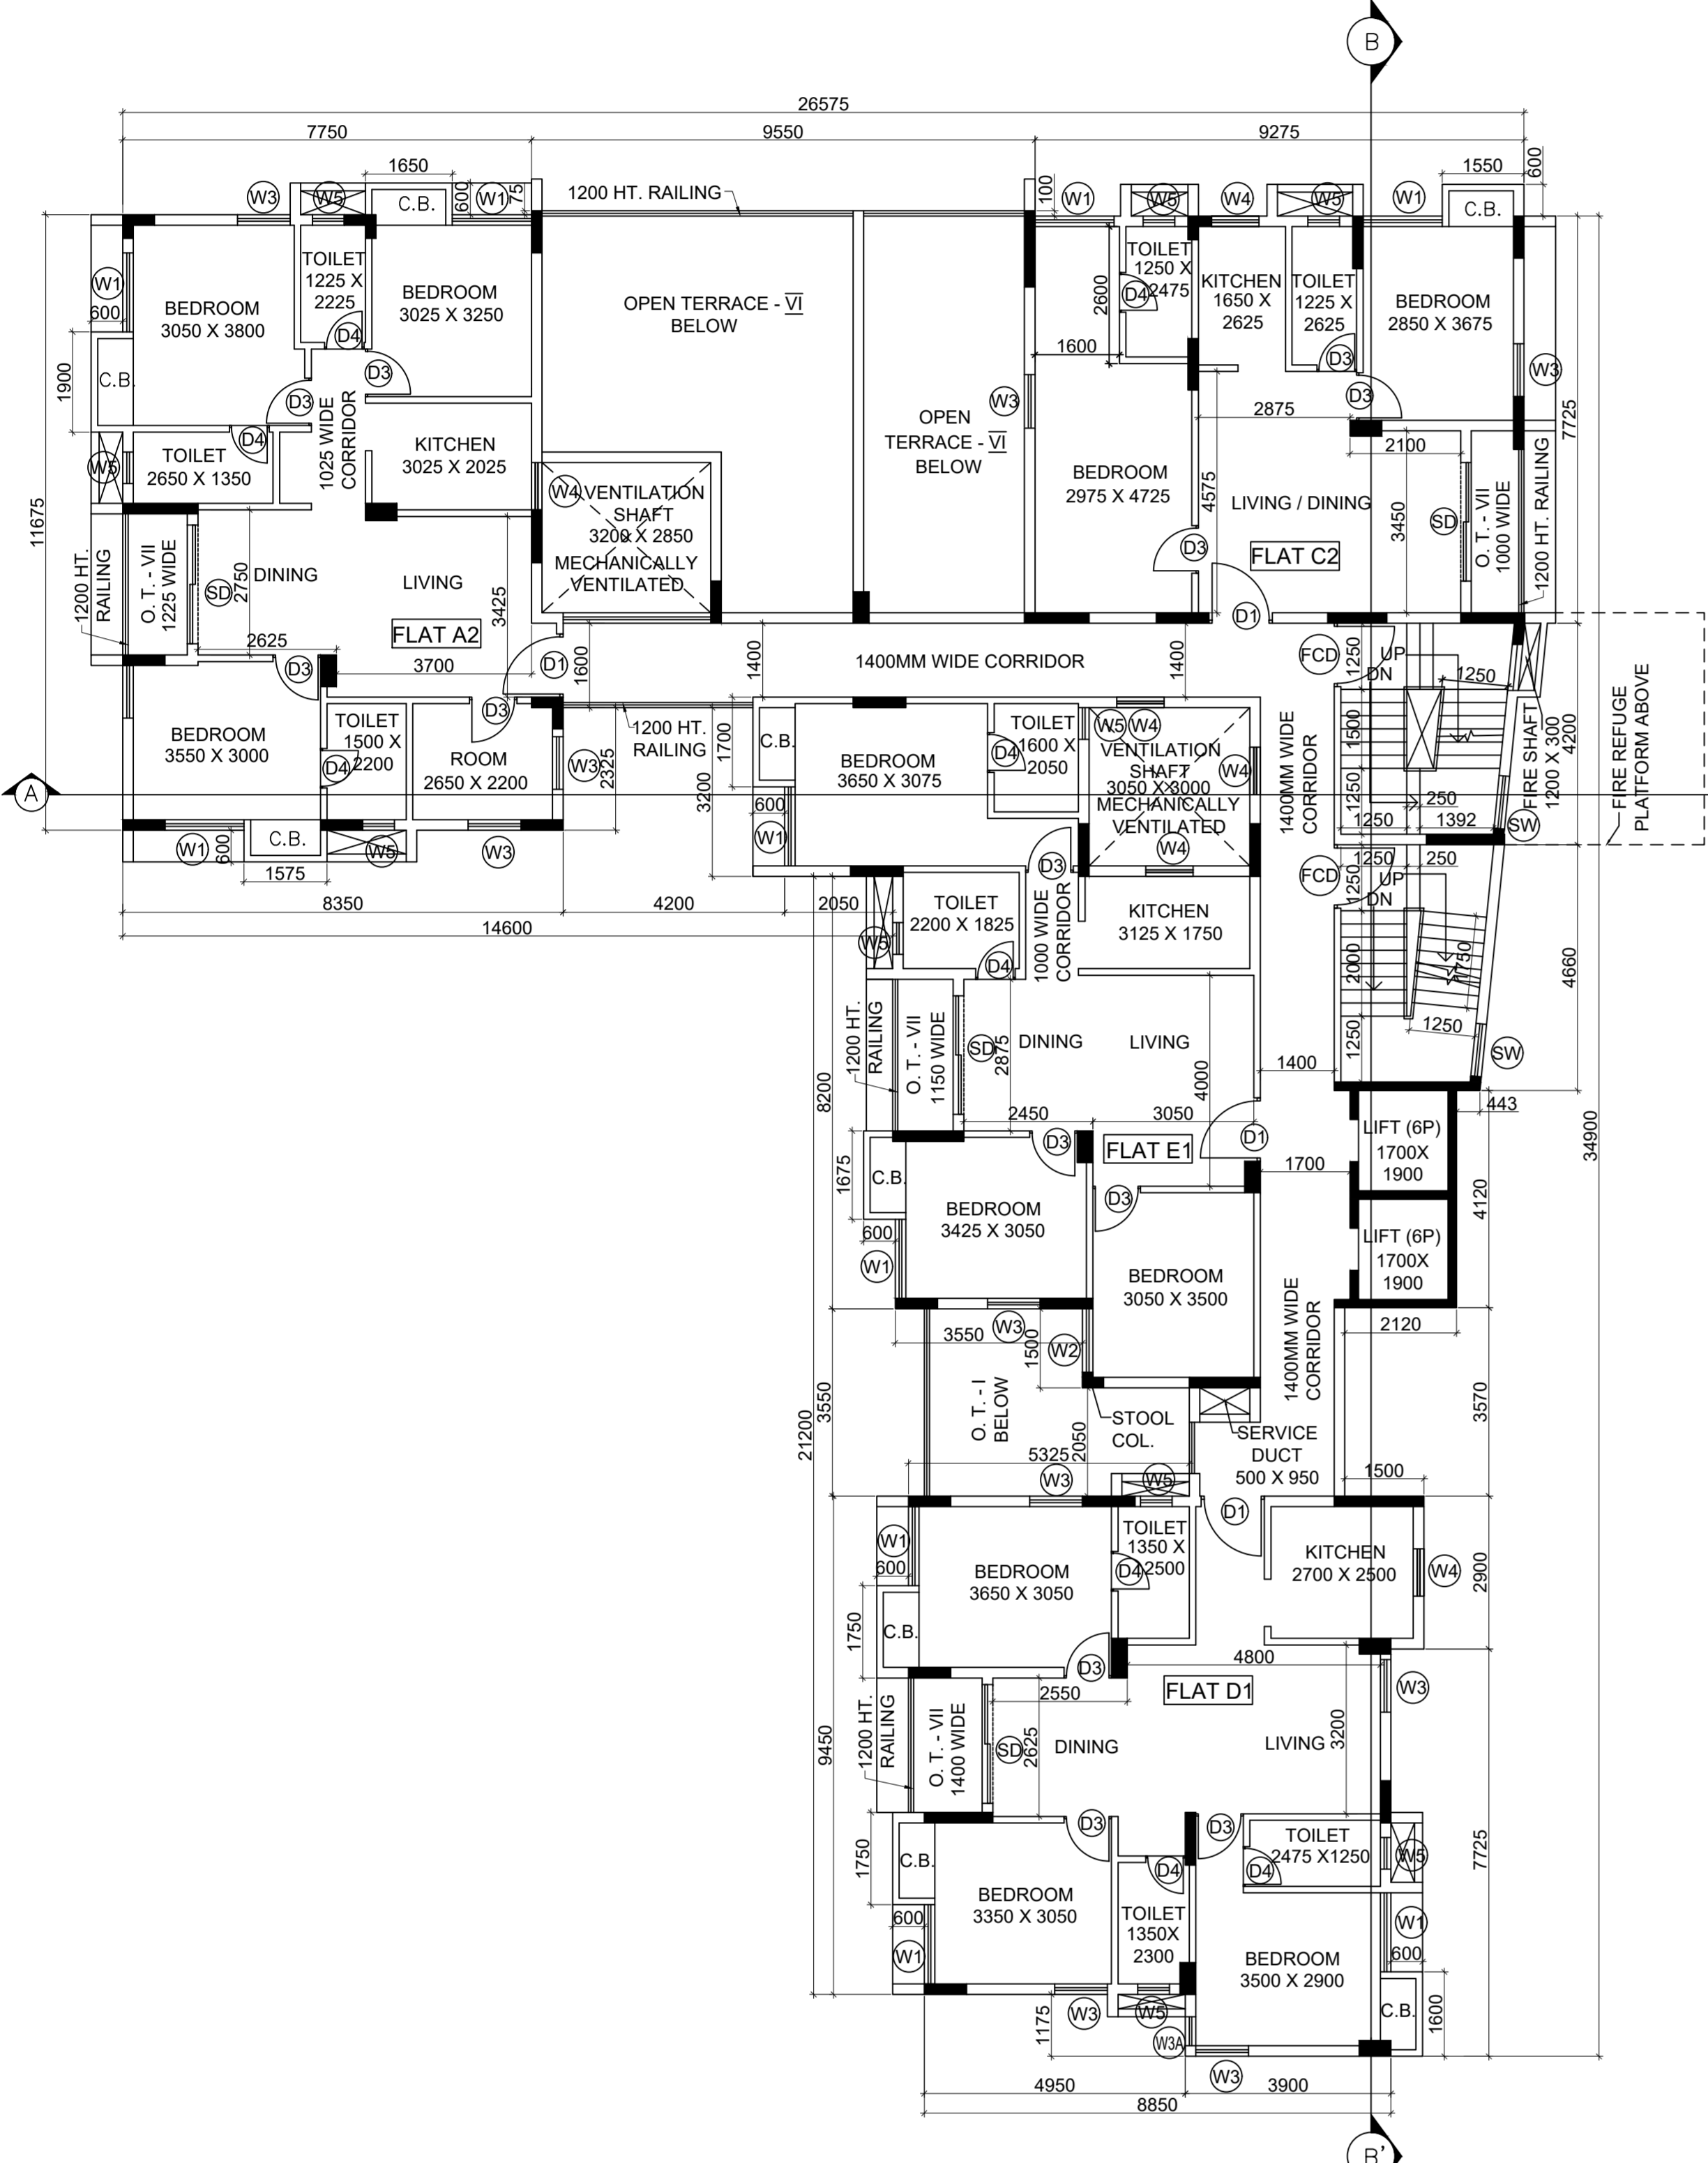 B
26575
7750
9550
9275
1650
1550
600
W3
W5
C.B.
600
W1
75
1200 HT. RAILING
100
W1
W5
W4
W5
W1
C.B.
TOILET
1225 X
2225
D4
BEDROOM
3050 X 3800
W1
600
BEDROOM
3025 X 3250
OPEN TERRACE - VI
BELOW
2600
TOILET
1250 X
2475
D4
KITCHEN
1650 X
2625
TOILET
1225 X
2625
D3
BEDROOM
2850 X 3675
1600
W3
7725
1900
C.B.
D3
D3
1025 WIDE
CORRIDOR
KITCHEN
3025 X 2025
OPEN
TERRACE - VI
BELOW
W3
2875
D3
2100
D4
TOILET
2650 X 1350
W5
11675
W4
VENTILATION
SHAFT
3200 X 2850
MECHANICALLY
VENTILATED
BEDROOM
2975 X 4725
4575
LIVING / DINING
3450
SD
O. T. - VII
1000 WIDE
1200 HT. RAILING
D3
FLAT C2
1200 HT.
RAILING
O. T. - VII
1225 WIDE
SD
2750
DINING
LIVING
3425
FLAT A2
2625
3700
D3
D1
1600
1400
1400MM WIDE CORRIDOR
1400
D1
FCD
1250
UP
DN
1250
FIRE SHAFT
1200 X 300
4200
FIRE REFUGE
PLATFORM ABOVE
D3
BEDROOM
3550 X 3000
TOILET
1500 X
2200
D4
ROOM
2650 X 2200
W3
2325
1200 HT.
RAILING
1700
3200
C.B.
BEDROOM
3650 X 3075
TOILET
1600 X
2050
D4
W5
W4
VENTILATION
SHAFT
3050 X 3000
MECHANICALLY
VENTILATED
W4
W4
1400MM WIDE
CORRIDOR
1500
1250
250
1250
1392
SW
A
W1
600
C.B.
W5
W3
1575
600
W1
D3
8350
4200
2050
14600
FCD
1250
250
1250
UP
DN
TOILET
2200 X 1825
W5
D4
1000 WIDE
CORRIDOR
KITCHEN
3125 X 1750
2000
1750
1250
1250
4660
SW
1200 HT.
RAILING
O. T. - VII
1150 WIDE
SD
2875
DINING
LIVING
4000
1400
8200
2450
3050
D3
FLAT E1
D1
443
LIFT (6P)
1700X
1900
1700
34900
1675
C.B.
BEDROOM
3425 X 3050
D3
600
W1
4120
LIFT (6P)
1700X
1900
BEDROOM
3050 X 3500
1400MM WIDE
CORRIDOR
2120
3550
W3
1500
W2
3550
O. T. - I
BELOW
STOOL
COL.
2050
5325
SERVICE
DUCT
500 X 950
3570
21200
1500
W3
W5
D1
W1
600
BEDROOM
3650 X 3050
TOILET
1350 X
2500
D4
KITCHEN
2700 X 2500
W4
2900
1750
C.B.
D3
4800
2550
FLAT D1
W3
1200 HT.
RAILING
O. T. - VII
1400 WIDE
SD
2625
DINING
LIVING
3200
9450
D3
D3
TOILET
2475 X1250
D4
W5
1750
C.B.
D4
7725
BEDROOM
3350 X 3050
TOILET
1350X
2300
600
W1
BEDROOM
3500 X 2900
W1
600
W3
W5
W3A
C.B.
1600
1175
W3
4950
3900
8850
B'